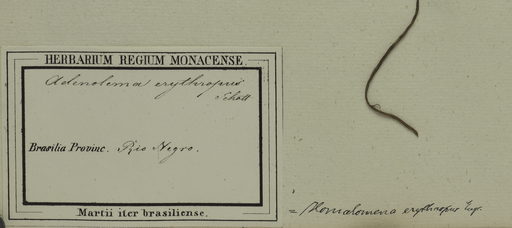 HERBARIUM REGIUM MONACENSE.
Adenolema erythropus
Schott
Brasilia Provinc. Rio Negro.
Martii iter brasiliense.
= Homalomena erythropus Engl.